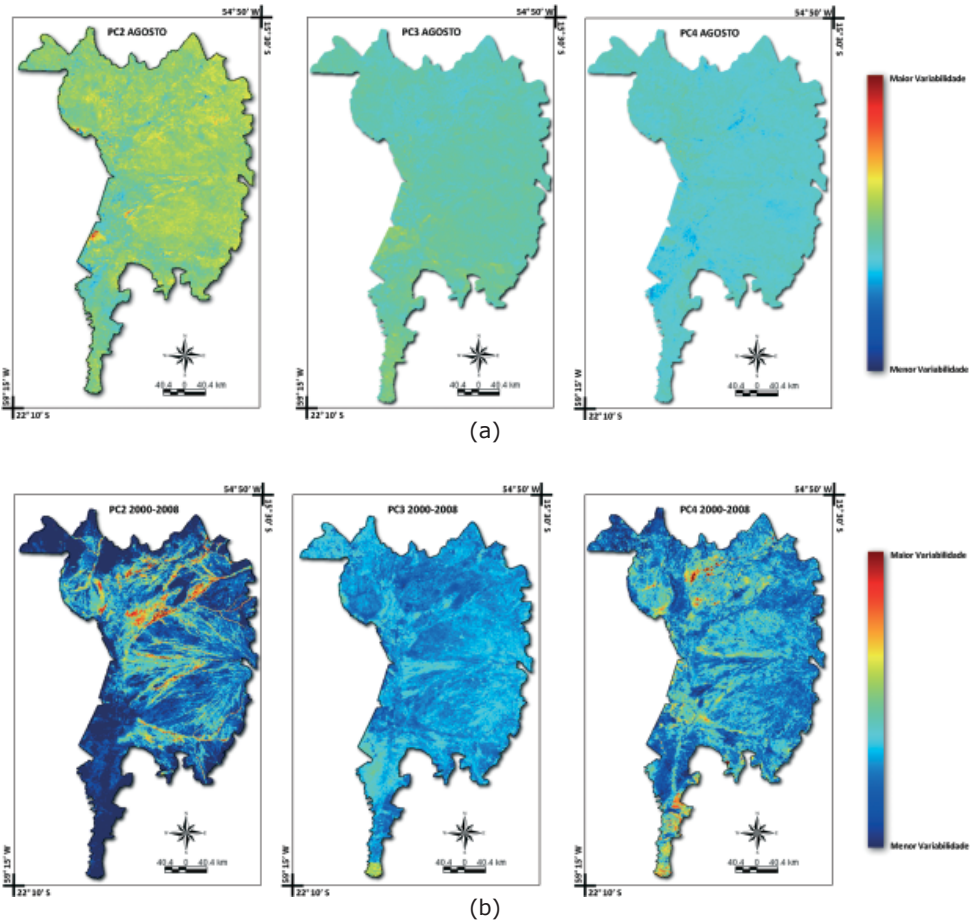 54° 50' W
15° 30' S
PC2 AGOSTO
40.4 0 40.4 km
59° 15' W
22° 10' S
54° 50' W
15° 30' S
PC3 AGOSTO
40.4 0 40.4 km
59° 15' W
22° 10' S
54° 50' W
15° 30' S
PC4 AGOSTO
40.4 0 40.4 km
59° 15' W
22° 10' S
Maior Variabilidade
Menor Variabilidade
(a)
54° 50' W
15° 30' S
PC2 2000-2008
40.4 0 40.4 km
59° 15' W
22° 10' S
54° 50' W
15° 30' S
PC3 2000-2008
40.4 0 40.4 km
59° 15' W
22° 10' S
54° 50' W
15° 30' S
PC4 2000-2008
40.4 0 40.4 km
59° 15' W
22° 10' S
Maior Variabilidade
Menor Variabilidade
(b)